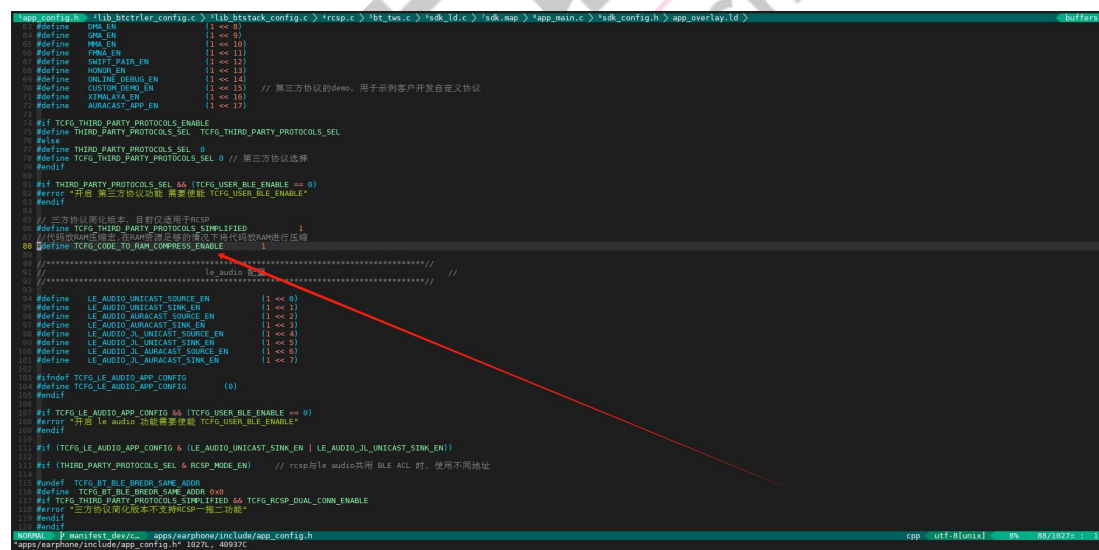 ¹app_config.h 〉 ²lib_btctrler_config.c 〉 ³lib_btstack_config.c 〉 ⁴rcsp.c 〉 ⁵bt_tws.c 〉 ⁶sdk_ld.c 〉 ⁷sdk.map 〉 ⁸app_main.c 〉 ⁹sdk_config.h 〉 app_overlay.ld 〉 buffers
63 #define DMA_EN (1 << 8)
64 #define GMA_EN (1 << 9)
65 #define MMA_EN (1 << 10)
66 #define FMNA_EN (1 << 11)
67 #define SWIFT_PAIR_EN (1 << 12)
68 #define HONOR_EN (1 << 13)
69 #define ONLINE_DEBUG_EN (1 << 14)
70 #define CUSTOM_DEMO_EN (1 << 15) // 第三方协议的demo，用于示例客户开发自定义协议
71 #define XIMALAYA_EN (1 << 16)
72 #define AURACAST_APP_EN (1 << 17)
73
74 #if TCFG_THIRD_PARTY_PROTOCOLS_ENABLE
75 #define THIRD_PARTY_PROTOCOLS_SEL TCFG_THIRD_PARTY_PROTOCOLS_SEL
76 #else
77 #define THIRD_PARTY_PROTOCOLS_SEL 0
78 #define TCFG_THIRD_PARTY_PROTOCOLS_SEL 0 // 第三方协议选择
79 #endif
80
81 #if THIRD_PARTY_PROTOCOLS_SEL && (TCFG_USER_BLE_ENABLE == 0)
82 #error "开启 第三方协议功能 需要使能 TCFG_USER_BLE_ENABLE"
83 #endif
84
85 // 三方协议简化版本，目前仅适用于RCSP
86 #define TCFG_THIRD_PARTY_PROTOCOLS_SIMPLIFIED 1
87 //代码放RAM压缩宏,在RAM资源足够的情况下将代码放RAM进行压缩
88 #define TCFG_CODE_TO_RAM_COMPRESS_ENABLE 1
89
90 //*********************************************************************************//
91 // le_audio 配置 //
92 //*********************************************************************************//
93
94 #define LE_AUDIO_UNICAST_SOURCE_EN (1 << 0)
95 #define LE_AUDIO_UNICAST_SINK_EN (1 << 1)
96 #define LE_AUDIO_AURACAST_SOURCE_EN (1 << 2)
97 #define LE_AUDIO_AURACAST_SINK_EN (1 << 3)
98 #define LE_AUDIO_JL_UNICAST_SOURCE_EN (1 << 4)
99 #define LE_AUDIO_JL_UNICAST_SINK_EN (1 << 5)
100 #define LE_AUDIO_JL_AURACAST_SOURCE_EN (1 << 6)
101 #define LE_AUDIO_JL_AURACAST_SINK_EN (1 << 7)
102
103 #ifndef TCFG_LE_AUDIO_APP_CONFIG
104 #define TCFG_LE_AUDIO_APP_CONFIG (0)
105 #endif
106
107 #if TCFG_LE_AUDIO_APP_CONFIG && (TCFG_USER_BLE_ENABLE == 0)
108 #error "开启 le audio 功能需要使能 TCFG_USER_BLE_ENABLE"
109 #endif
110
111 #if (TCFG_LE_AUDIO_APP_CONFIG & (LE_AUDIO_UNICAST_SINK_EN | LE_AUDIO_JL_UNICAST_SINK_EN))
112
113 #if (THIRD_PARTY_PROTOCOLS_SEL & RCSP_MODE_EN) // rcsp与le audio共用 BLE ACL 时，使用不同地址
114
115 #undef TCFG_BT_BLE_BREDR_SAME_ADDR
116 #define TCFG_BT_BLE_BREDR_SAME_ADDR 0x0
117 #if TCFG_THIRD_PARTY_PROTOCOLS_SIMPLIFIED && TCFG_RCSP_DUAL_CONN_ENABLE
118 #error "三方协议简化版本不支持RCSP一拖二功能"
119 #endif
120 #endif
NORMAL manifest_dev/c… apps/earphone/include/app_config.h cpp utf-8[unix] 8% 88/1027≡ : 1
"apps/earphone/include/app_config.h" 1027L, 40937C